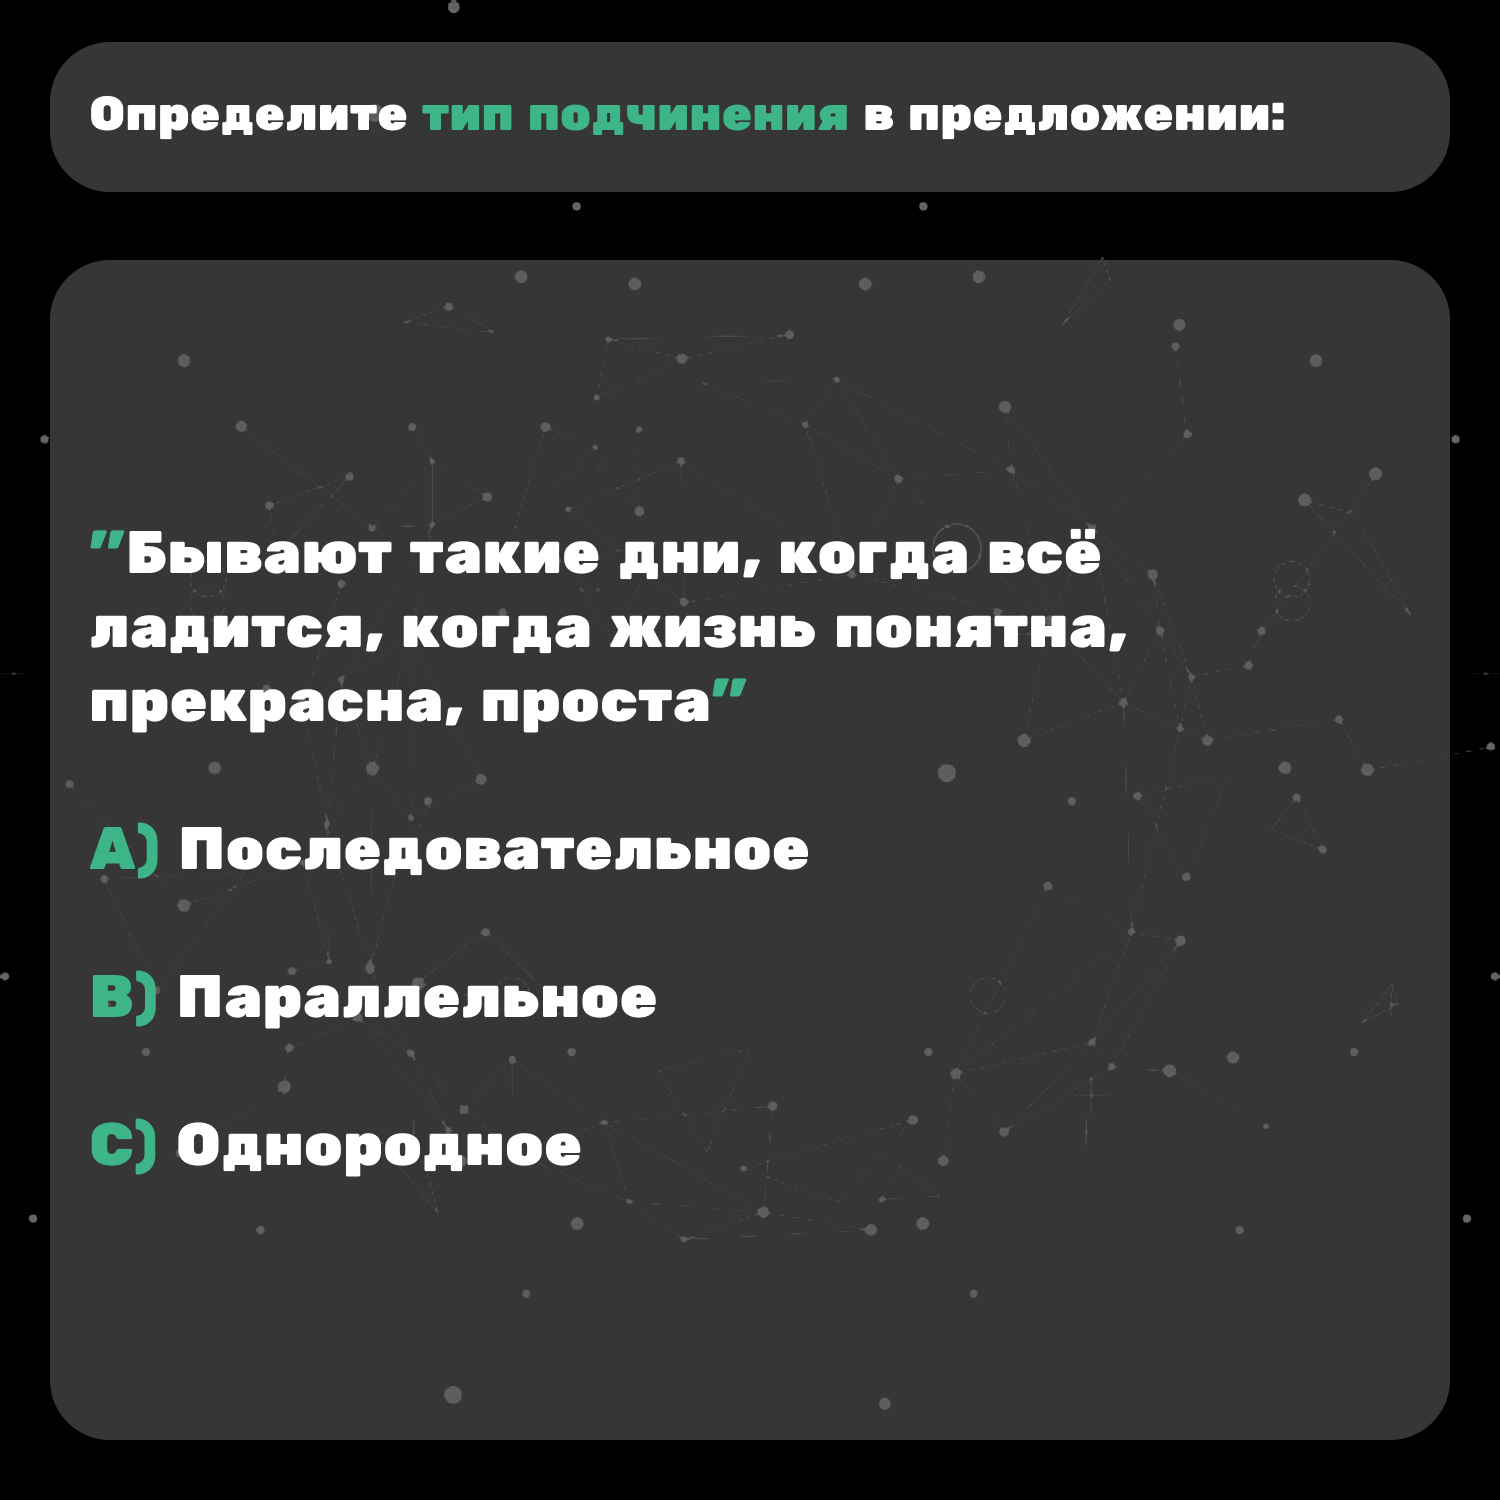 Определите тип подчинения в предложении:
"Бывают такие дни, когда всё
ладится, когда жизнь понятна,
прекрасна, проста"
A) Последовательное
B) Параллельное
C) Однородное